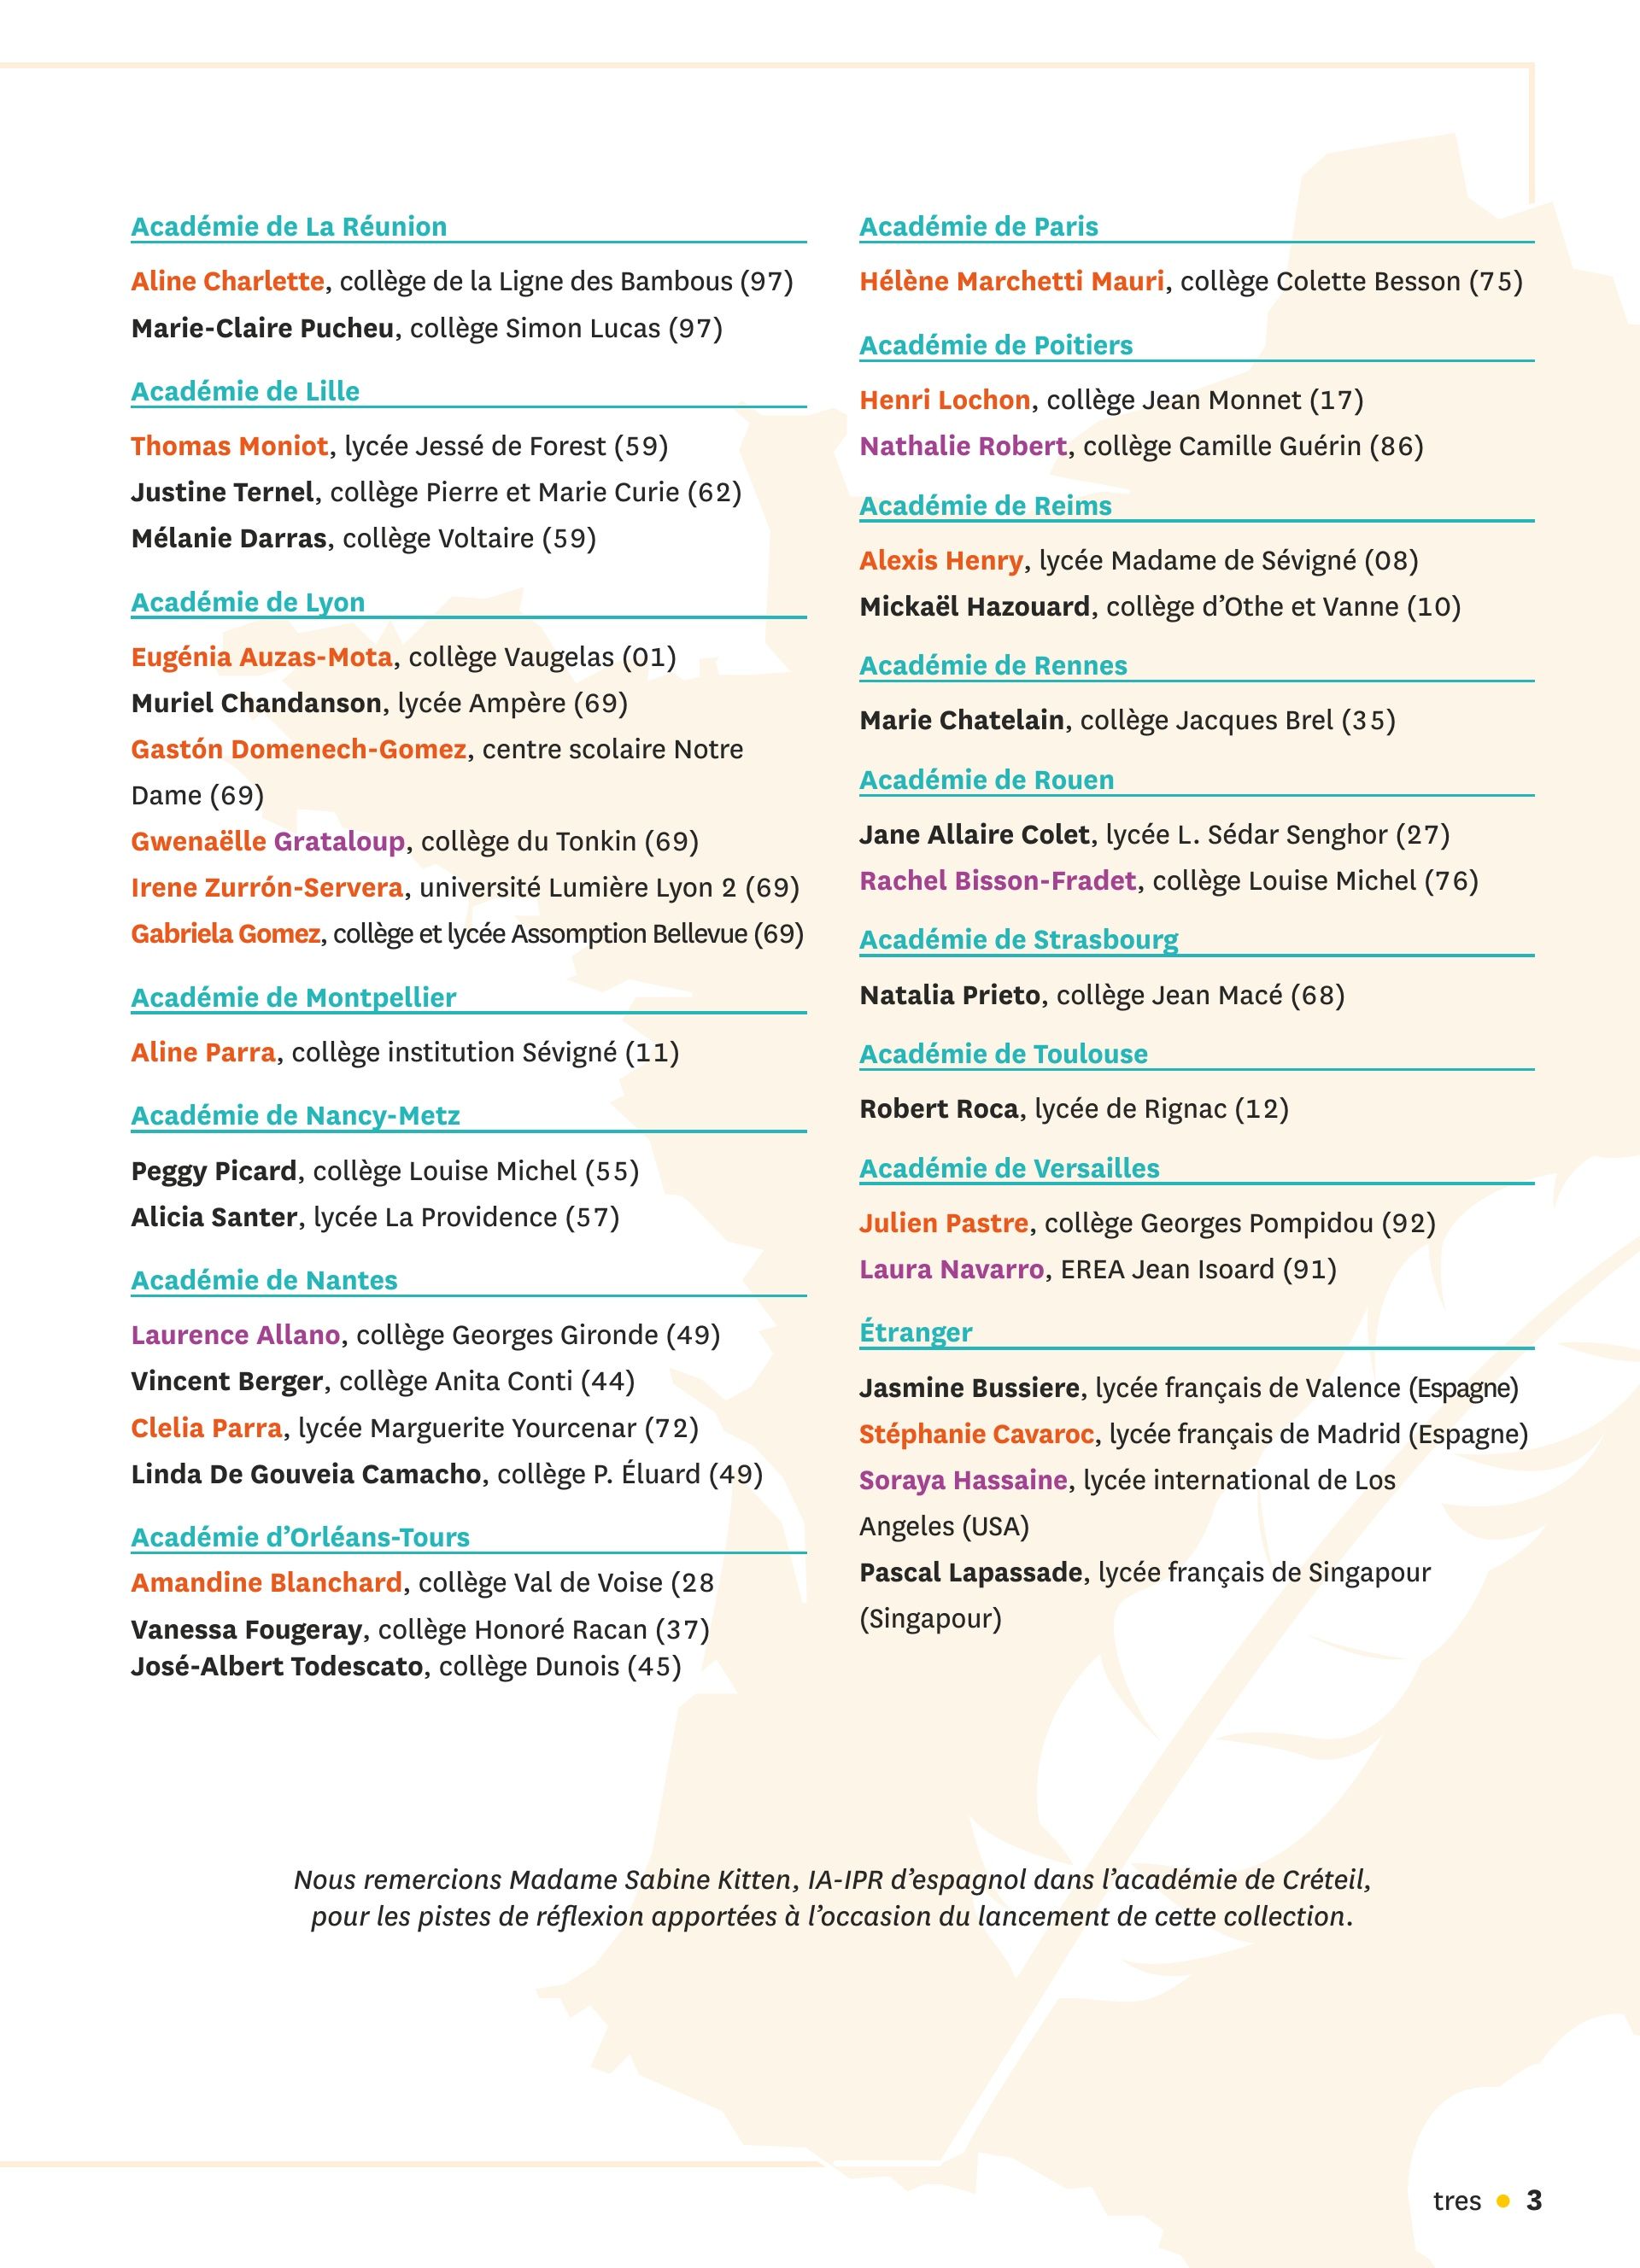 Académie de La Réunion
Aline Charlette, collège de la Ligne des Bambous (97)
Marie-Claire Pucheu, collège Simon Lucas (97)
Académie de Lille
Thomas Moniot, lycée Jessé de Forest (59)
Justine Ternel, collège Pierre et Marie Curie (62)
Mélanie Darras, collège Voltaire (59)
Académie de Lyon
Eugénia Auzas-Mota, collège Vaugelas (01)
Muriel Chandanson, lycée Ampère (69)
Gastón Domenech-Gomez, centre scolaire Notre
Dame (69)
Gwenaëlle Grataloup, collège du Tonkin (69)
Irene Zurrón-Servera, université Lumière Lyon 2 (69)
Gabriela Gomez, collège et lycée Assomption Bellevue (69)
Académie de Montpellier
Aline Parra, collège institution Sévigné (11)
Académie de Nancy-Metz
Peggy Picard, collège Louise Michel (55)
Alicia Santer, lycée La Providence (57)
Académie de Nantes
Laurence Allano, collège Georges Gironde (49)
Vincent Berger, collège Anita Conti (44)
Clelia Parra, lycée Marguerite Yourcenar (72)
Linda De Gouveia Camacho, collège P. Éluard (49)
Académie d'Orléans-Tours
Amandine Blanchard, collège Val de Voise (28
Vanessa Fougeray, collège Honoré Racan (37)
José-Albert Todescato, collège Dunois (45)
Académie de Paris
Hélène Marchetti Mauri, collège Colette Besson (75)
Académie de Poitiers
Henri Lochon, collège Jean Monnet (17)
Nathalie Robert, collège Camille Guérin (86)
Académie de Reims
Alexis Henry, lycée Madame de Sévigné (08)
Mickaël Hazouard, collège d'Othe et Vanne (10)
Académie de Rennes
Marie Chatelain, collège Jacques Brel (35)
Académie de Rouen
Jane Allaire Colet, lycée L. Sédar Senghor (27)
Rachel Bisson-Fradet, collège Louise Michel (76)
Académie de Strasbourg
Natalia Prieto, collège Jean Macé (68)
Académie de Toulouse
Robert Roca, lycée de Rignac (12)
Académie de Versailles
Julien Pastre, collège Georges Pompidou (92)
Laura Navarro, EREA Jean Isoard (91)
Étranger
Jasmine Bussiere, lycée français de Valence (Espagne)
Stéphanie Cavaroc, lycée français de Madrid (Espagne)
Soraya Hassaine, lycée international de Los
Angeles (USA)
Pascal Lapassade, lycée français de Singapour
(Singapour)
Nous remercions Madame Sabine Kitten, IA-IPR d'espagnol dans l'académie de Créteil,
pour les pistes de réflexion apportées à l'occasion du lancement de cette collection.
tres • 3